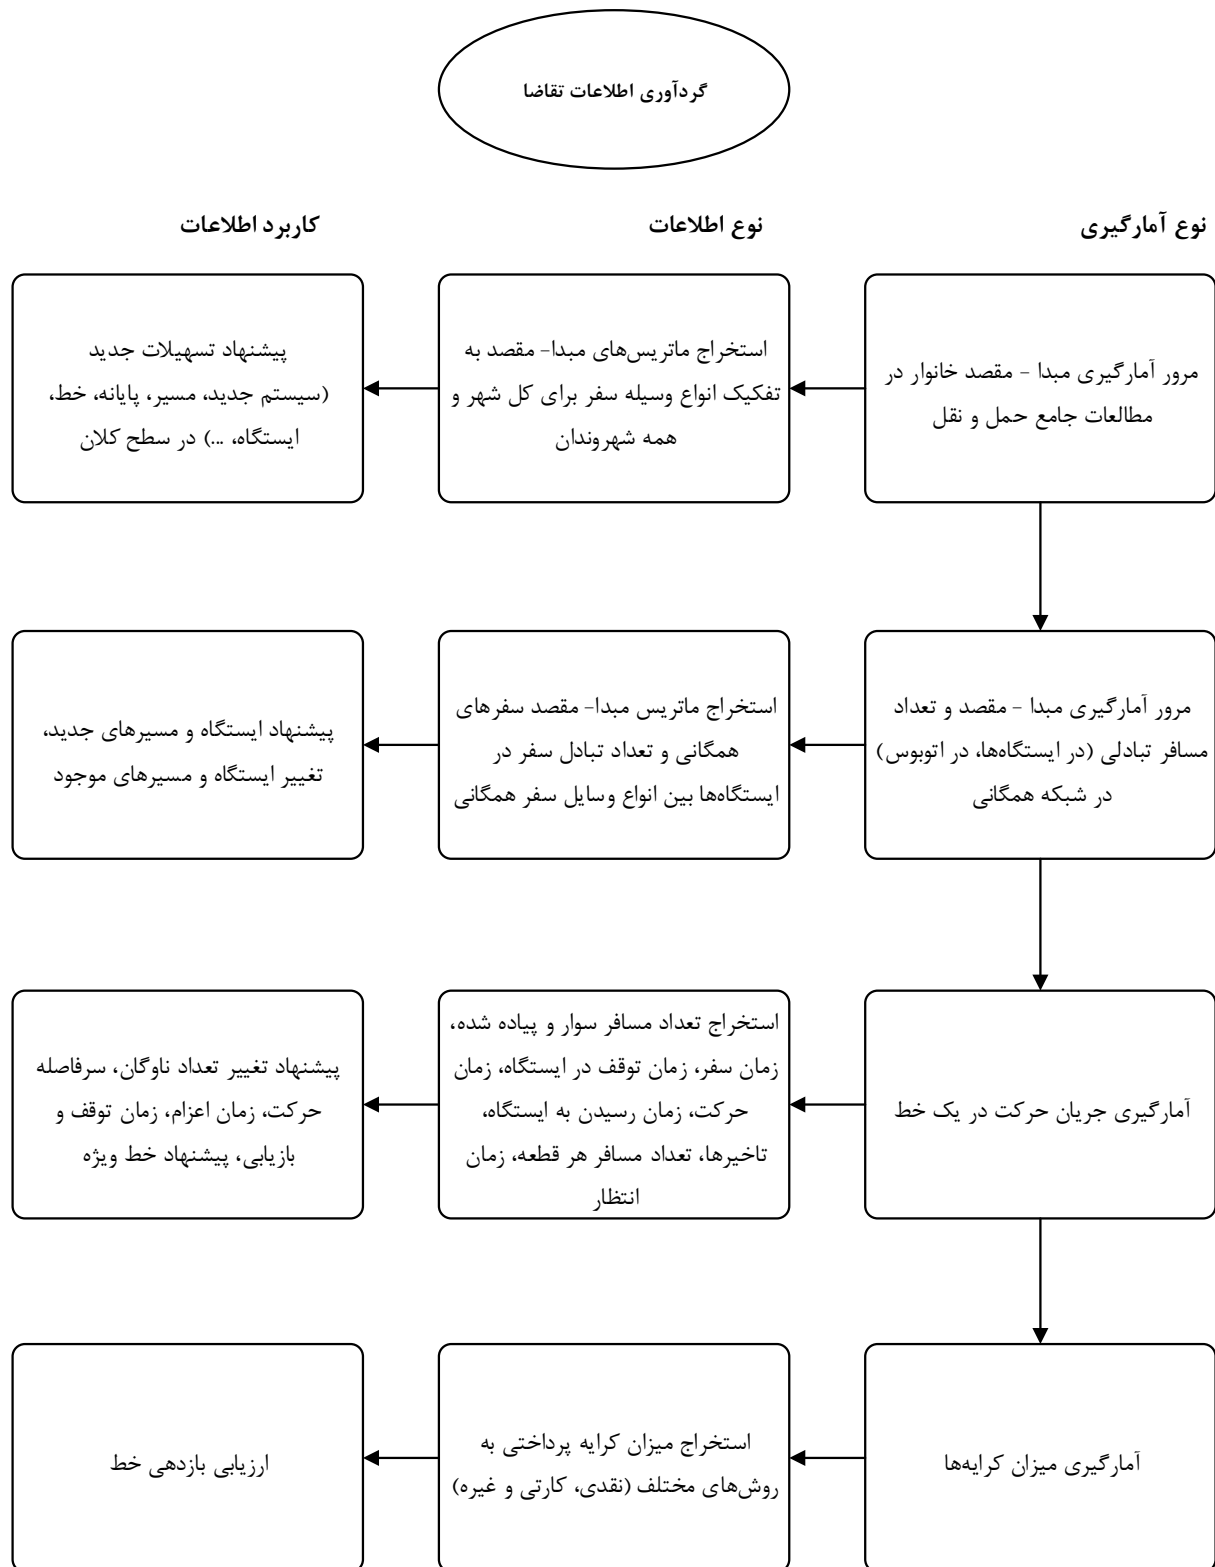 گردآوری اطلاعات تقاضا
نوع آمارگیری
نوع اطلاعات
کاربرد اطلاعات
مرور آمارگیری مبدا - مقصد خانوار در
مطالعات جامع حمل و نقل
استخراج ماتریس‌های مبدا- مقصد به
تفکیک انواع وسیله سفر برای کل شهر و
همه شهروندان
پیشنهاد تسهیلات جدید
(سیستم جدید، مسیر، پایانه، خط،
ایستگاه، ...) در سطح کلان
مرور آمارگیری مبدا - مقصد و تعداد
مسافر تبادلی (در ایستگاه‌ها، در اتوبوس)
در شبکه همگانی
استخراج ماتریس مبدا- مقصد سفرهای
همگانی و تعداد تبادل سفر در
ایستگاه‌ها بین انواع وسایل سفر همگانی
پیشنهاد ایستگاه و مسیرهای جدید،
تغییر ایستگاه و مسیرهای موجود
آمارگیری جریان حرکت در یک خط
استخراج تعداد مسافر سوار و پیاده شده،
زمان سفر، زمان توقف در ایستگاه، زمان
حرکت، زمان رسیدن به ایستگاه،
تاخیرها، تعداد مسافر هر قطعه، زمان
انتظار
پیشنهاد تغییر تعداد ناوگان، سرفاصله
حرکت، زمان اعزام، زمان توقف و
بازیابی، پیشنهاد خط ویژه
آمارگیری میزان کرایه‌ها
استخراج میزان کرایه پرداختی به
روش‌های مختلف (نقدی، کارتی و غیره)
ارزیابی بازدهی خط